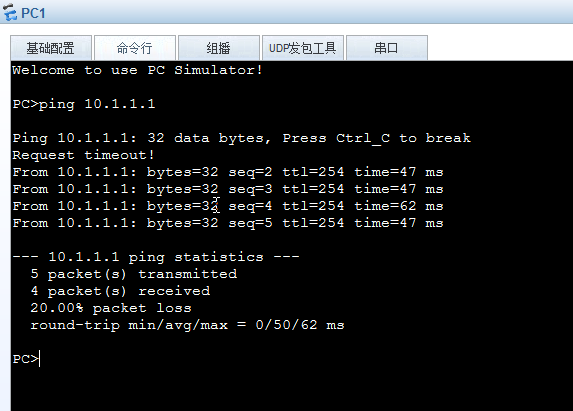 PC1
基础配置 命令行 组播 UDP发包工具 串口
Welcome to use PC Simulator!
PC>ping 10.1.1.1
Ping 10.1.1.1: 32 data bytes, Press Ctrl_C to break
Request timeout!
From 10.1.1.1: bytes=32 seq=2 ttl=254 time=47 ms
From 10.1.1.1: bytes=32 seq=3 ttl=254 time=47 ms
From 10.1.1.1: bytes=32 seq=4 ttl=254 time=62 ms
From 10.1.1.1: bytes=32 seq=5 ttl=254 time=47 ms
--- 10.1.1.1 ping statistics ---
5 packet(s) transmitted
4 packet(s) received
20.00% packet loss
round-trip min/avg/max = 0/50/62 ms
PC>